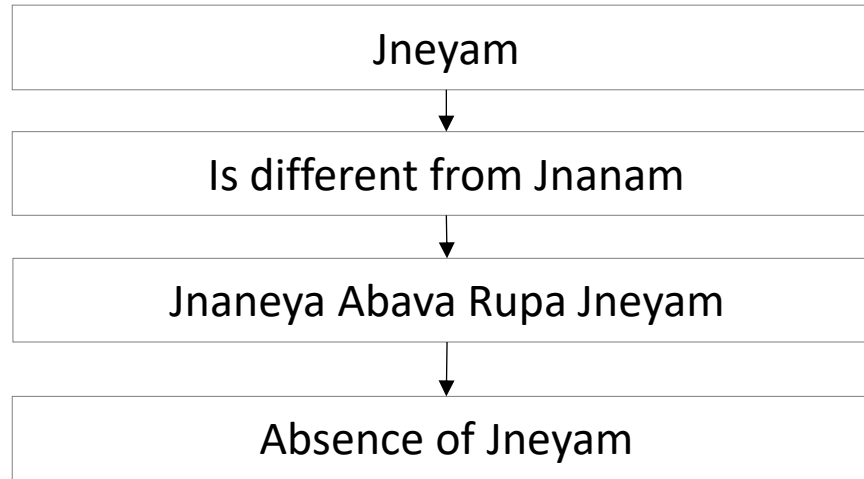 Jneyam
Is different from Jnanam
Jnaneya Abava Rupa Jneyam
Absence of Jneyam